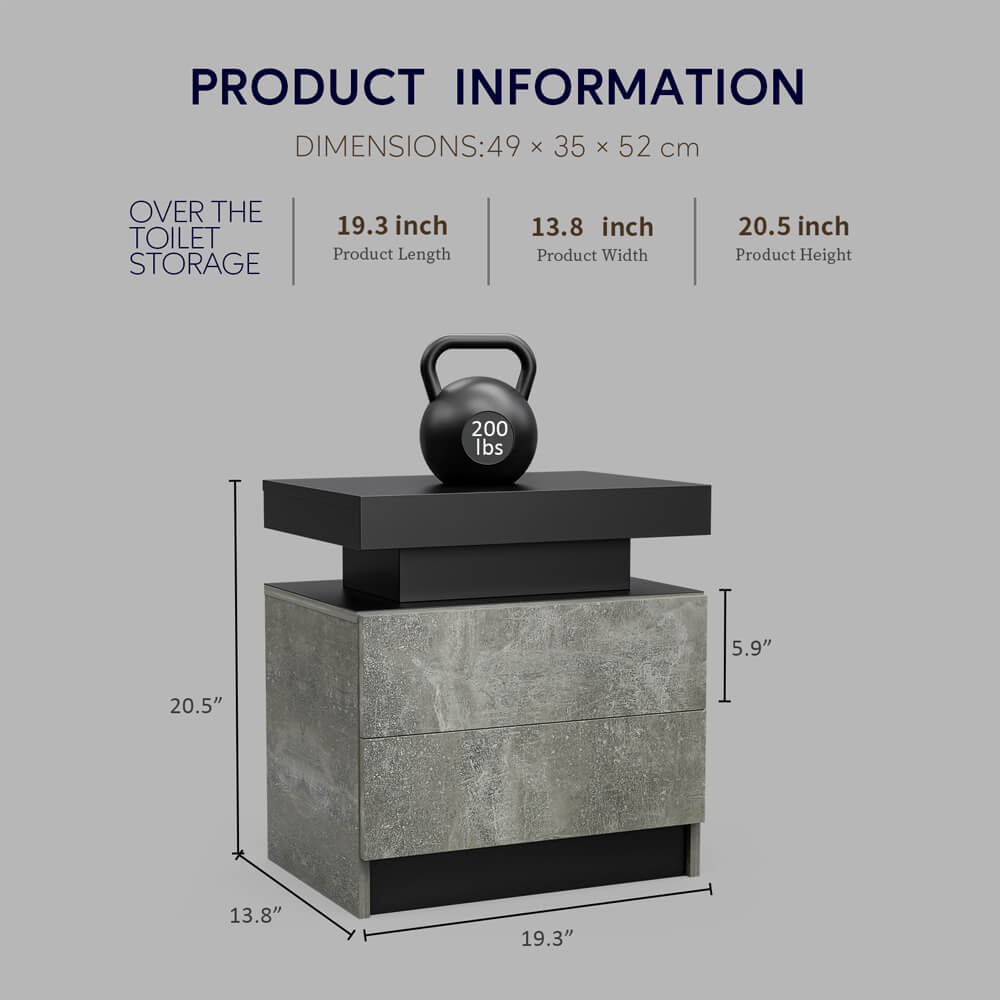 PRODUCT INFORMATION
DIMENSIONS:49 × 35 × 52 cm
OVER THE
TOILET
STORAGE
19.3 inch
Product Length
13.8 inch
Product Width
20.5 inch
Product Height
200
lbs
5.9”
20.5”
13.8”
19.3”